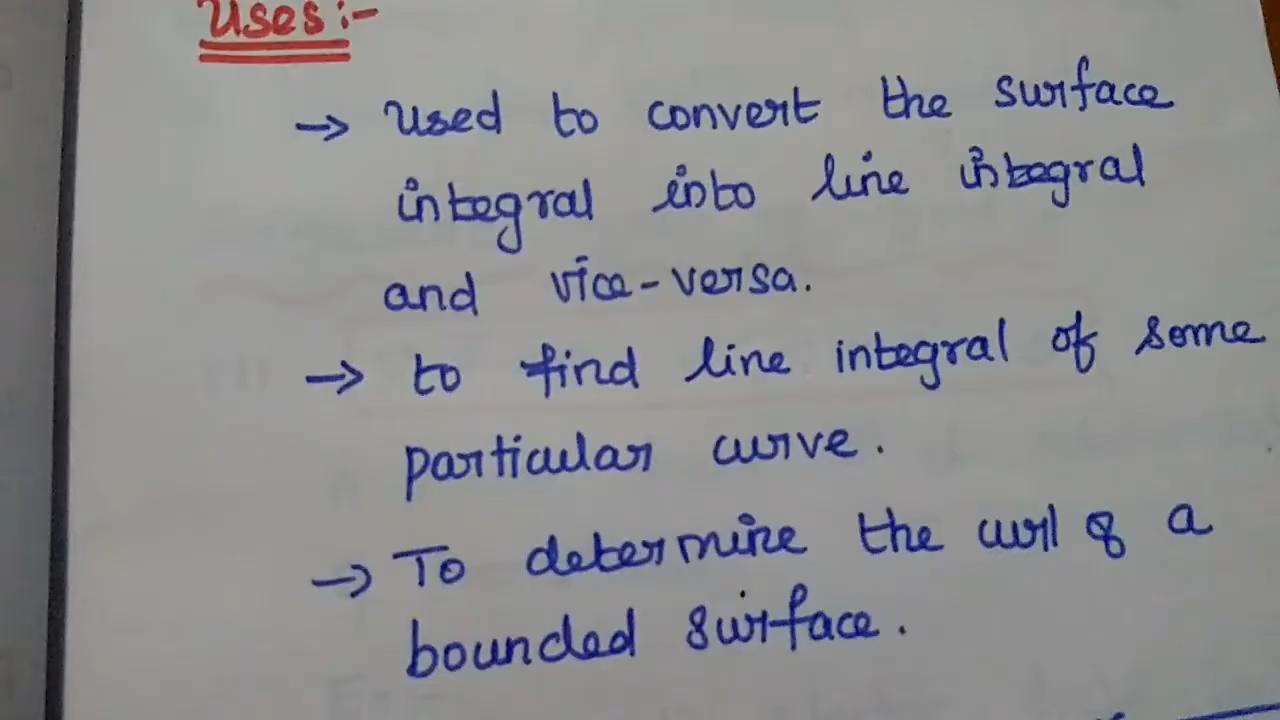 Uses:-
→ Used to convert the surface
integral into line integral
and vice-versa.
→ to find line integral of some
particular curve.
→ To determine the curl of a
bounded surface.